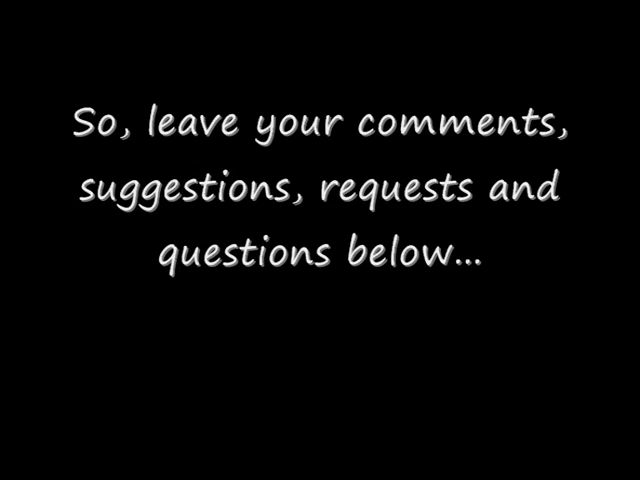 So, leave your comments,
suggestions, requests and
questions below...